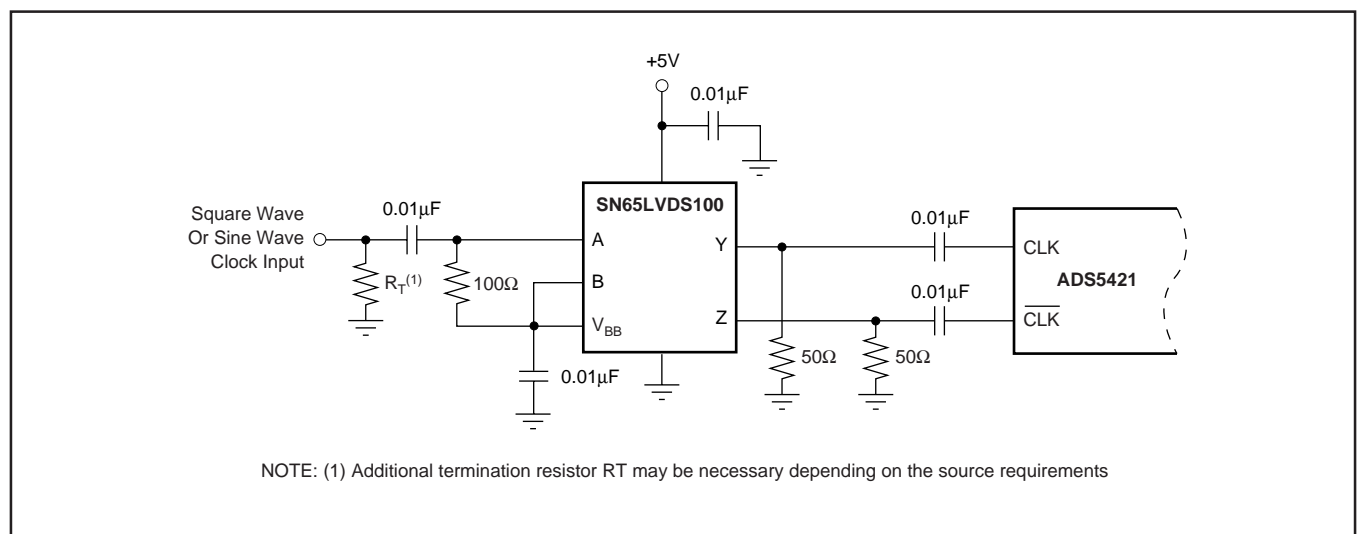 +5V
0.01μF
SN65LVDS100
Square Wave
Or Sine Wave
Clock Input
0.01μF
R_T(1)
100Ω
A
B
V_BB
0.01μF
Y
Z
50Ω
50Ω
0.01μF
0.01μF
CLK
ADS5421
C̅L̅K̅
NOTE: (1) Additional termination resistor RT may be necessary depending on the source requirements